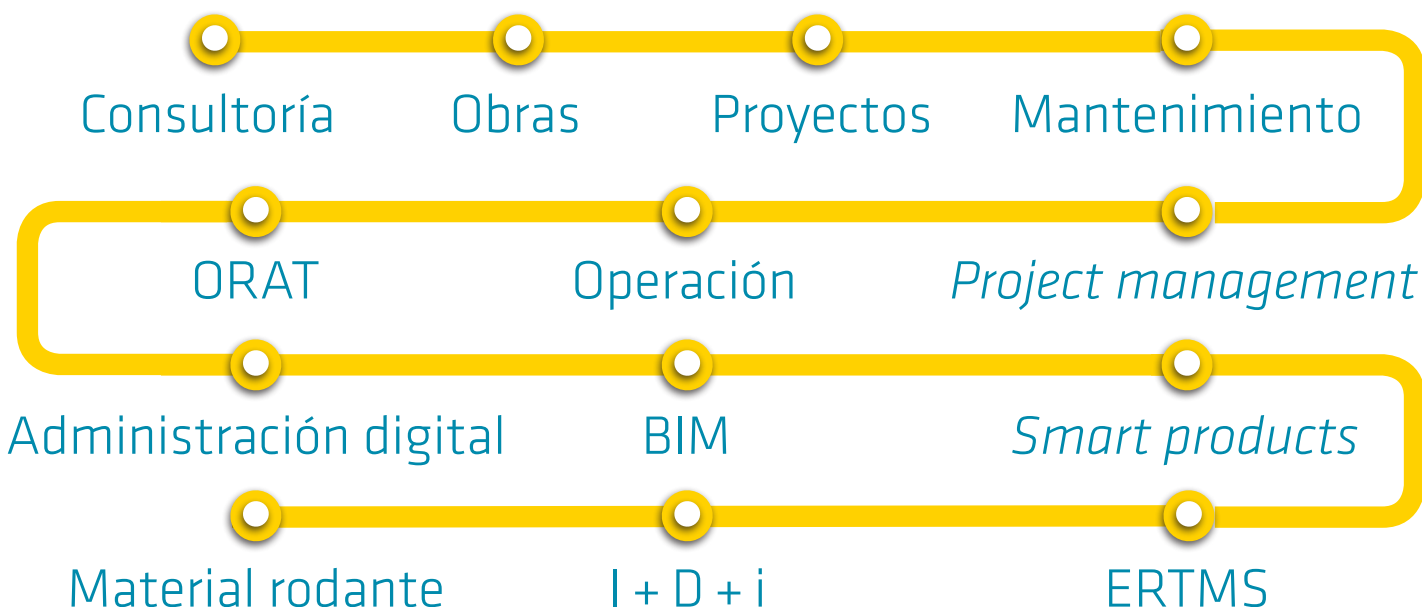 Consultoría Obras Proyectos Mantenimiento
ORAT Operación Project management
Administración digital BIM Smart products
Material rodante I + D + i ERTMS